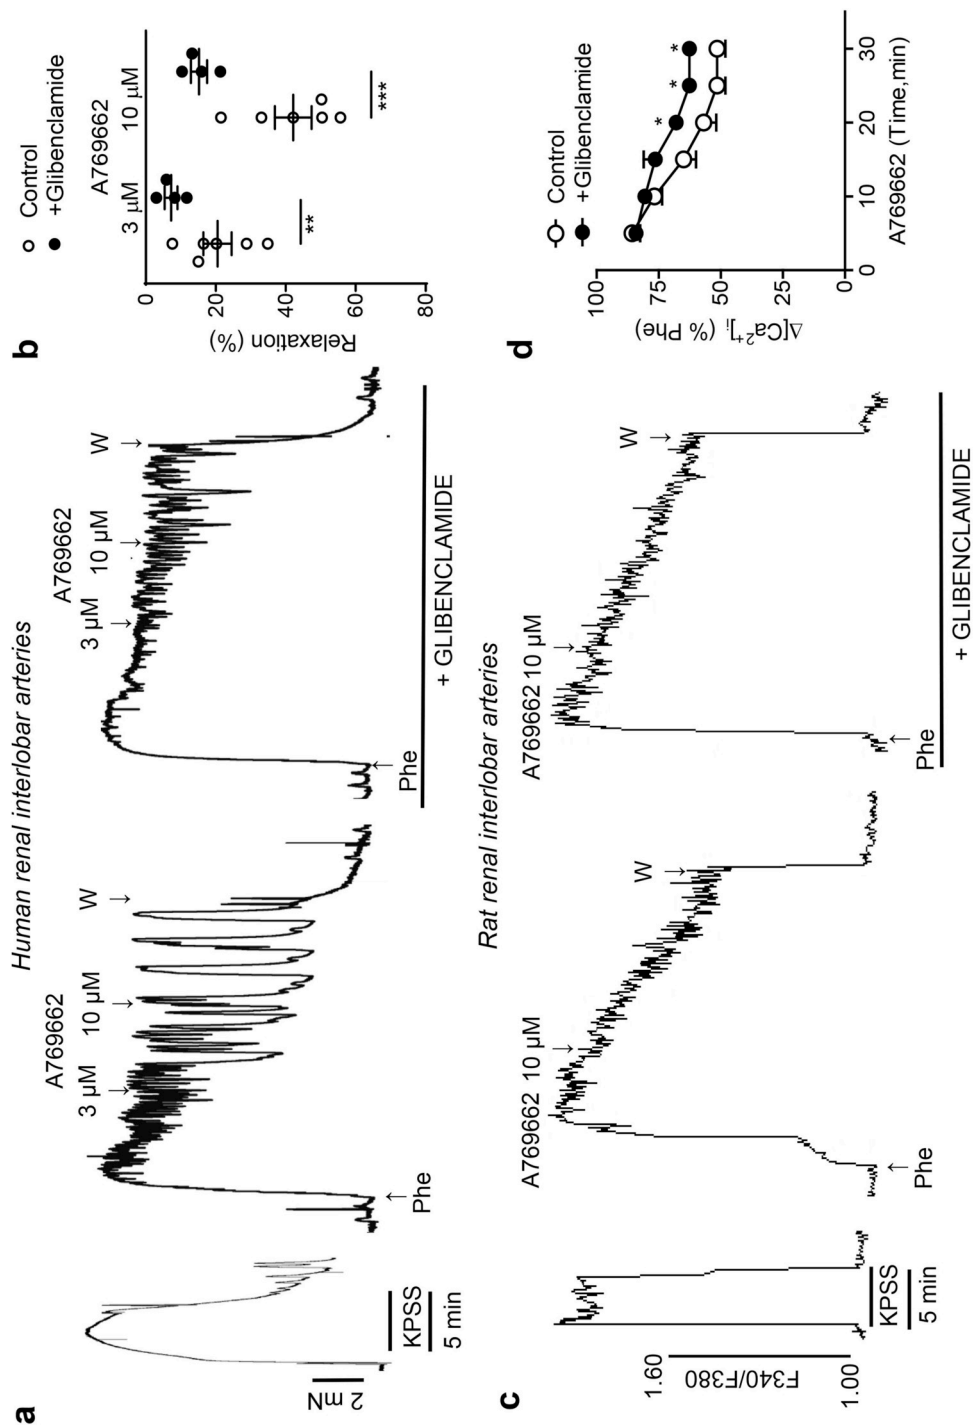 a
Human renal interlobar arteries
A769662
3 µM
10 µM
W
A769662
3 µM
10 µM
W
2 mN
KPSS
5 min
Phe
Phe
+ GLIBENCLAMIDE
b
Control
+Glibenclamide
A769662
3 µM
10 µM
Relaxation (%)
0
20
40
60
80
**
***
c
Rat renal interlobar arteries
A769662 10 µM
W
A769662 10 µM
W
1.60
F340/F380
1.00
KPSS
5 min
Phe
Phe
+ GLIBENCLAMIDE
d
Control
+Glibenclamide
Δ[Ca²⁺]ᵢ (% Phe)
100
75
50
25
0
* * *
0 10 20 30
A769662 (Time,min)